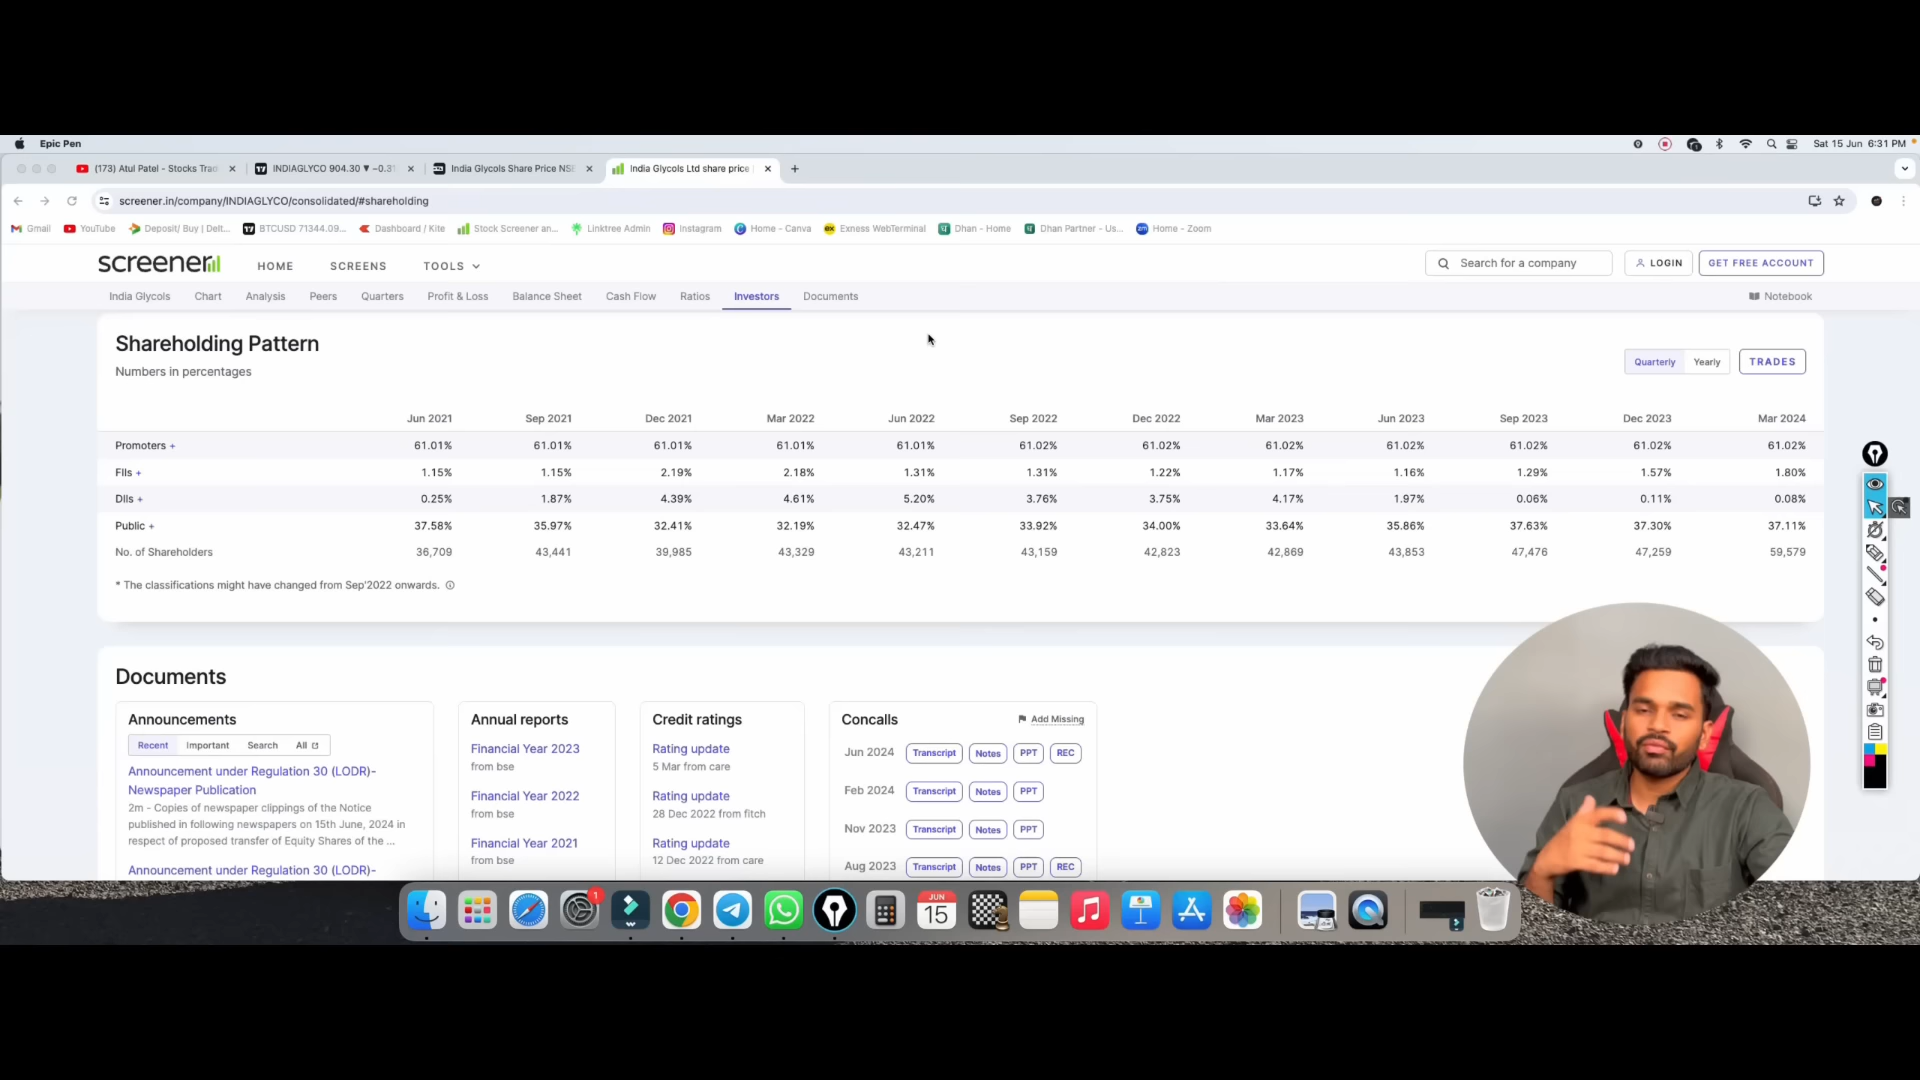 Epic Pen
Sat 15 Jun 6:31 PM
(173) Atul Patel - Stocks Trad
INDIAGLYCO 904.30 ▼ −0.31
India Glycols Share Price NSE
India Glycols Ltd share price
screener.in/company/INDIAGLYCO/consolidated/#shareholding
Gmail YouTube Deposit/ Buy | Delt... BTCUSD 71344.09... Dashboard / Kite Stock Screener an... Linktree Admin Instagram Home - Canva Exness WebTerminal Dhan - Home Dhan Partner - Us... Home - Zoom
screener HOME SCREENS TOOLS Search for a company LOGIN GET FREE ACCOUNT
India Glycols Chart Analysis Peers Quarters Profit & Loss Balance Sheet Cash Flow Ratios Investors Documents Notebook
Shareholding Pattern
Numbers in percentages
Quarterly Yearly TRADES
Jun 2021 Sep 2021 Dec 2021 Mar 2022 Jun 2022 Sep 2022 Dec 2022 Mar 2023 Jun 2023 Sep 2023 Dec 2023 Mar 2024
Promoters + 61.01% 61.01% 61.01% 61.01% 61.01% 61.02% 61.02% 61.02% 61.02% 61.02% 61.02% 61.02%
FIIs + 1.15% 1.15% 2.19% 2.18% 1.31% 1.31% 1.22% 1.17% 1.16% 1.29% 1.57% 1.80%
DIIs + 0.25% 1.87% 4.39% 4.61% 5.20% 3.76% 3.75% 4.17% 1.97% 0.06% 0.11% 0.08%
Public + 37.58% 35.97% 32.41% 32.19% 32.47% 33.92% 34.00% 33.64% 35.86% 37.63% 37.30% 37.11%
No. of Shareholders 36,709 43,441 39,985 43,329 43,211 43,159 42,823 42,869 43,853 47,476 47,259 59,579
* The classifications might have changed from Sep'2022 onwards.
Documents
Announcements
Recent Important Search All
Announcement under Regulation 30 (LODR)-
Newspaper Publication
2m - Copies of newspaper clippings of the Notice
published in following newspapers on 15th June, 2024 in
respect of proposed transfer of Equity Shares of the ...
Announcement under Regulation 30 (LODR)-
Annual reports
Financial Year 2023
from bse
Financial Year 2022
from bse
Financial Year 2021
from bse
Credit ratings
Rating update
5 Mar from care
Rating update
28 Dec 2022 from fitch
Rating update
12 Dec 2022 from care
Concalls Add Missing
Jun 2024 Transcript Notes PPT REC
Feb 2024 Transcript Notes PPT
Nov 2023 Transcript Notes PPT
Aug 2023 Transcript Notes PPT REC
1
JUN
15